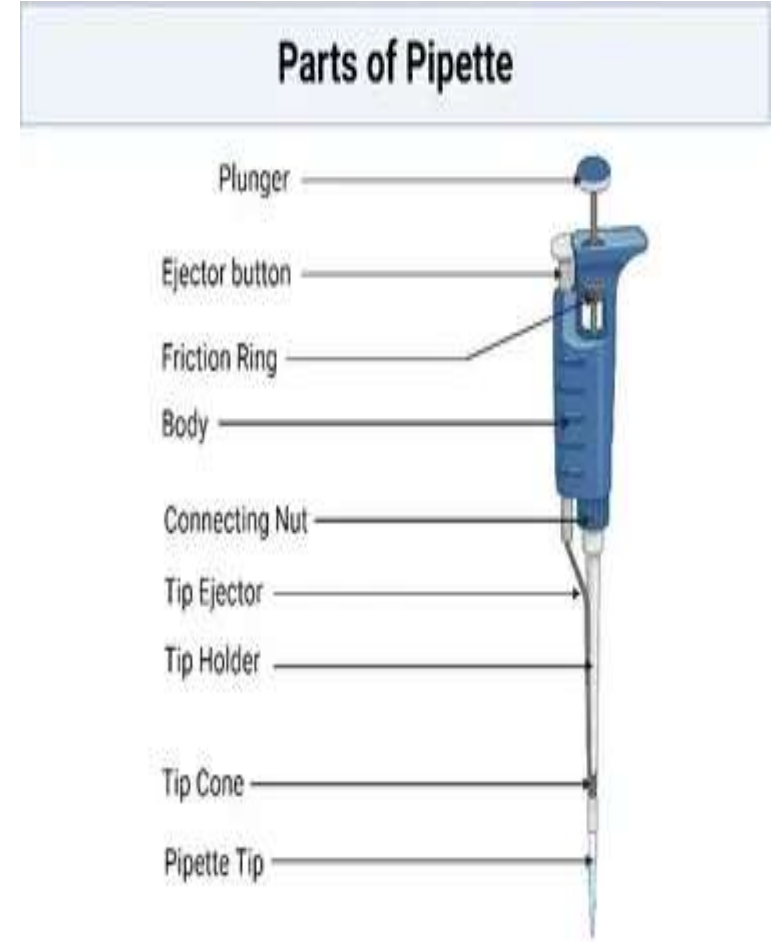 Parts of Pipette
Plunger
Ejector button
Friction Ring
Body
Connecting Nut
Tip Ejector
Tip Holder
Tip Cone
Pipette Tip